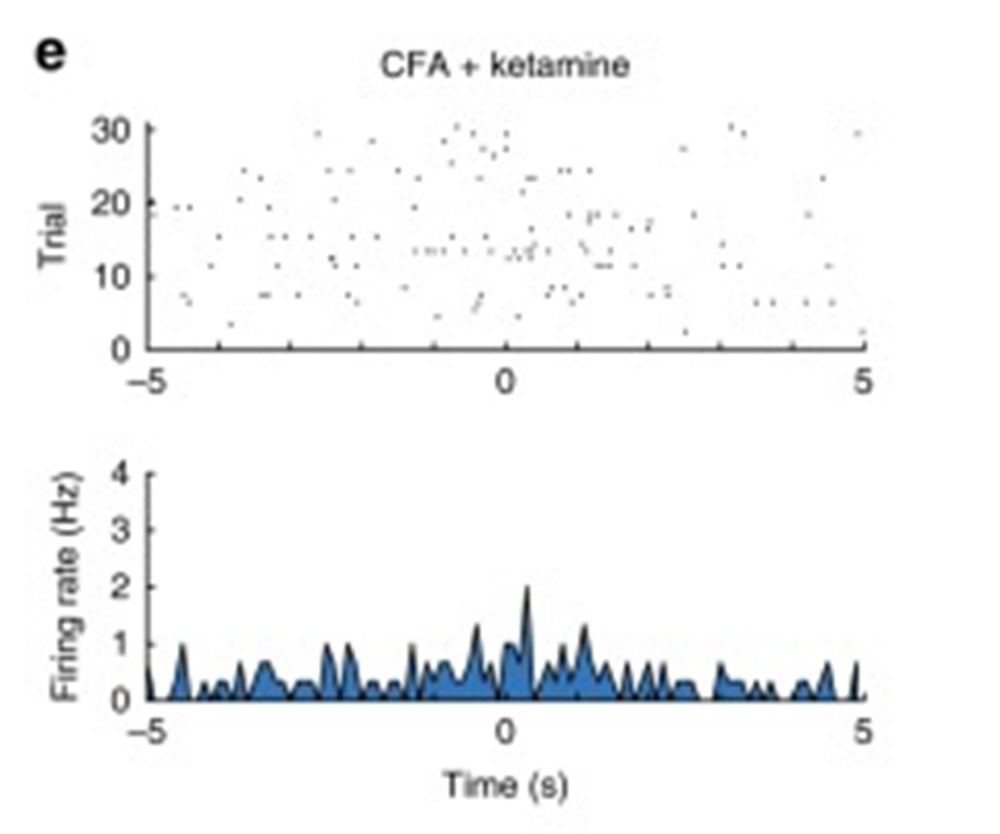 e
CFA + ketamine
Trial
30
20
10
0
–5 0 5
Firing rate (Hz)
4
3
2
1
0
–5 0 5
Time (s)